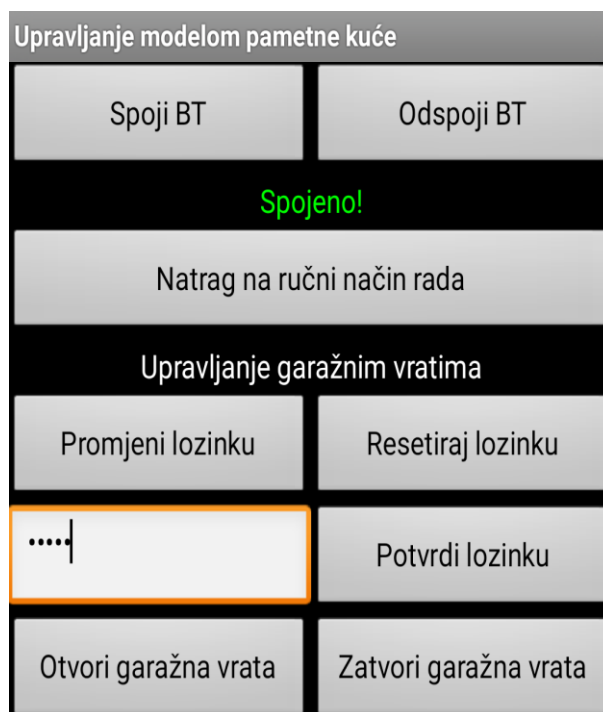 Upravljanje modelom pametne kuće
Spoji BT
Odspoji BT
Spojeno!
Natrag na ručni način rada
Upravljanje garažnim vratima
Promjeni lozinku
Resetiraj lozinku
•••••
Potvrdi lozinku
Otvori garažna vrata
Zatvori garažna vrata